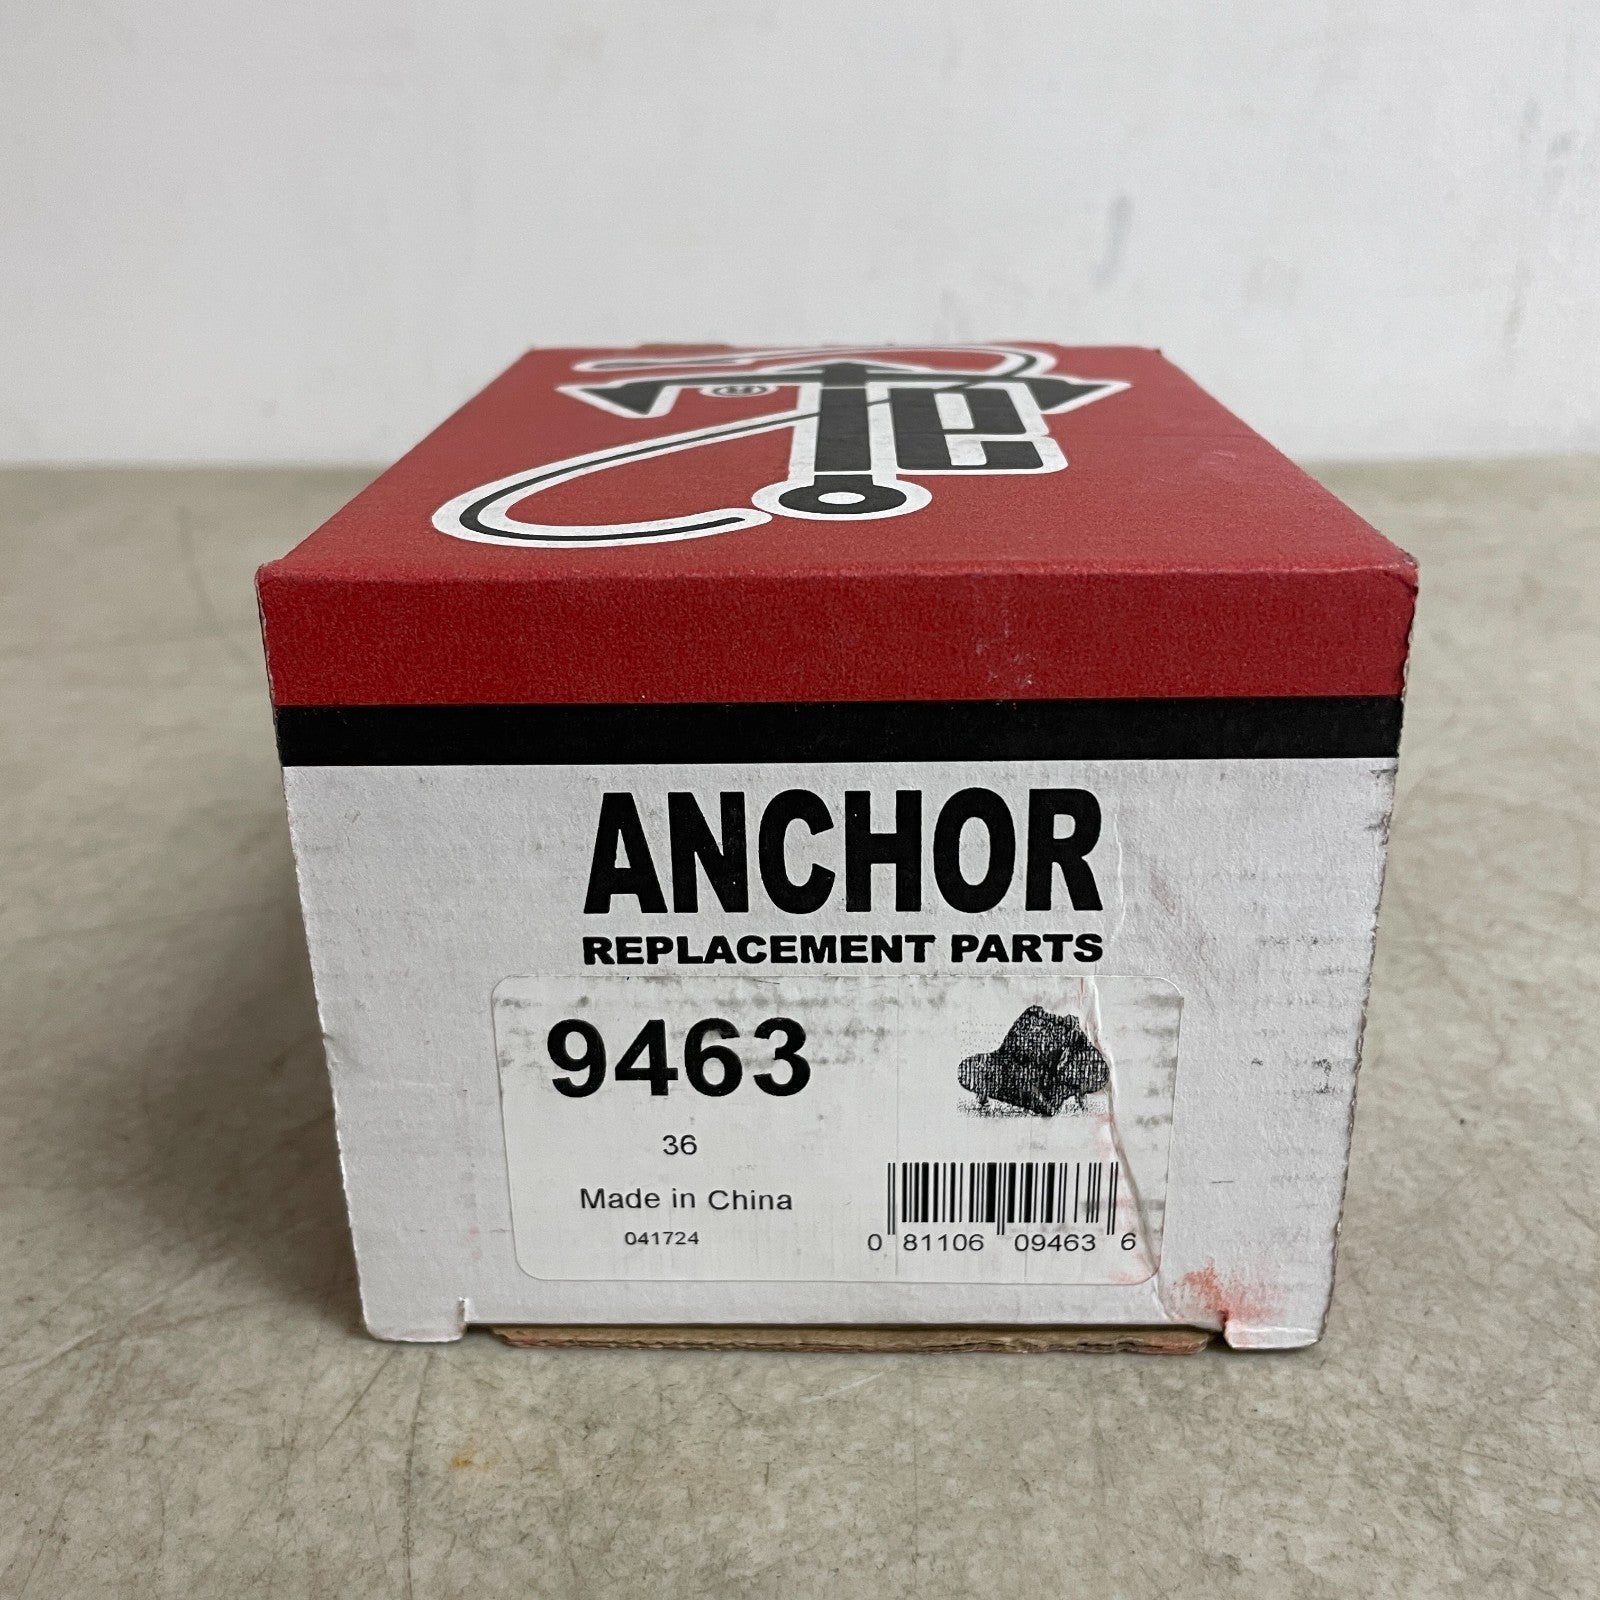 ANCHOR
REPLACEMENT PARTS
9463
36
Made in China
041724
0 81106 09463 6